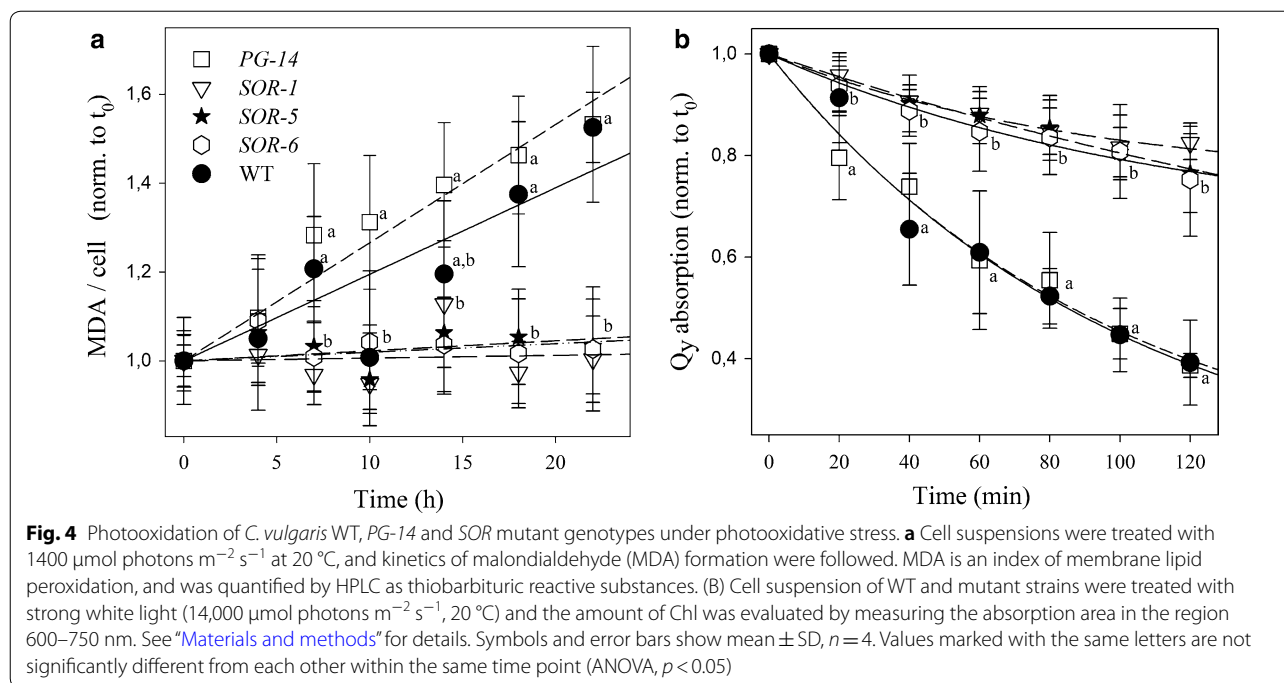 a
PG-14
SOR-1
SOR-5
SOR-6
WT
MDA / cell (norm. to t0)
1,6
1,4
1,2
1,0
a
a
a
a
a
a
a
a,b
b
b
b
b
b
0
5
10
15
20
Time (h)
b
Qy absorption (norm. to t0)
1,0
0,8
0,6
0,4
b
b
b
b
b
b
a
a
a
a
a
a
0
20
40
60
80
100
120
Time (min)
Fig. 4 Photooxidation of C. vulgaris WT, PG-14 and SOR mutant genotypes under photooxidative stress. a Cell suspensions were treated with
1400 μmol photons m−2 s−1 at 20 °C, and kinetics of malondialdehyde (MDA) formation were followed. MDA is an index of membrane lipid
peroxidation, and was quantified by HPLC as thiobarbituric reactive substances. (B) Cell suspension of WT and mutant strains were treated with
strong white light (14,000 μmol photons m−2 s−1, 20 °C) and the amount of Chl was evaluated by measuring the absorption area in the region
600–750 nm. See “Materials and methods” for details. Symbols and error bars show mean ± SD, n = 4. Values marked with the same letters are not
significantly different from each other within the same time point (ANOVA, p < 0.05)